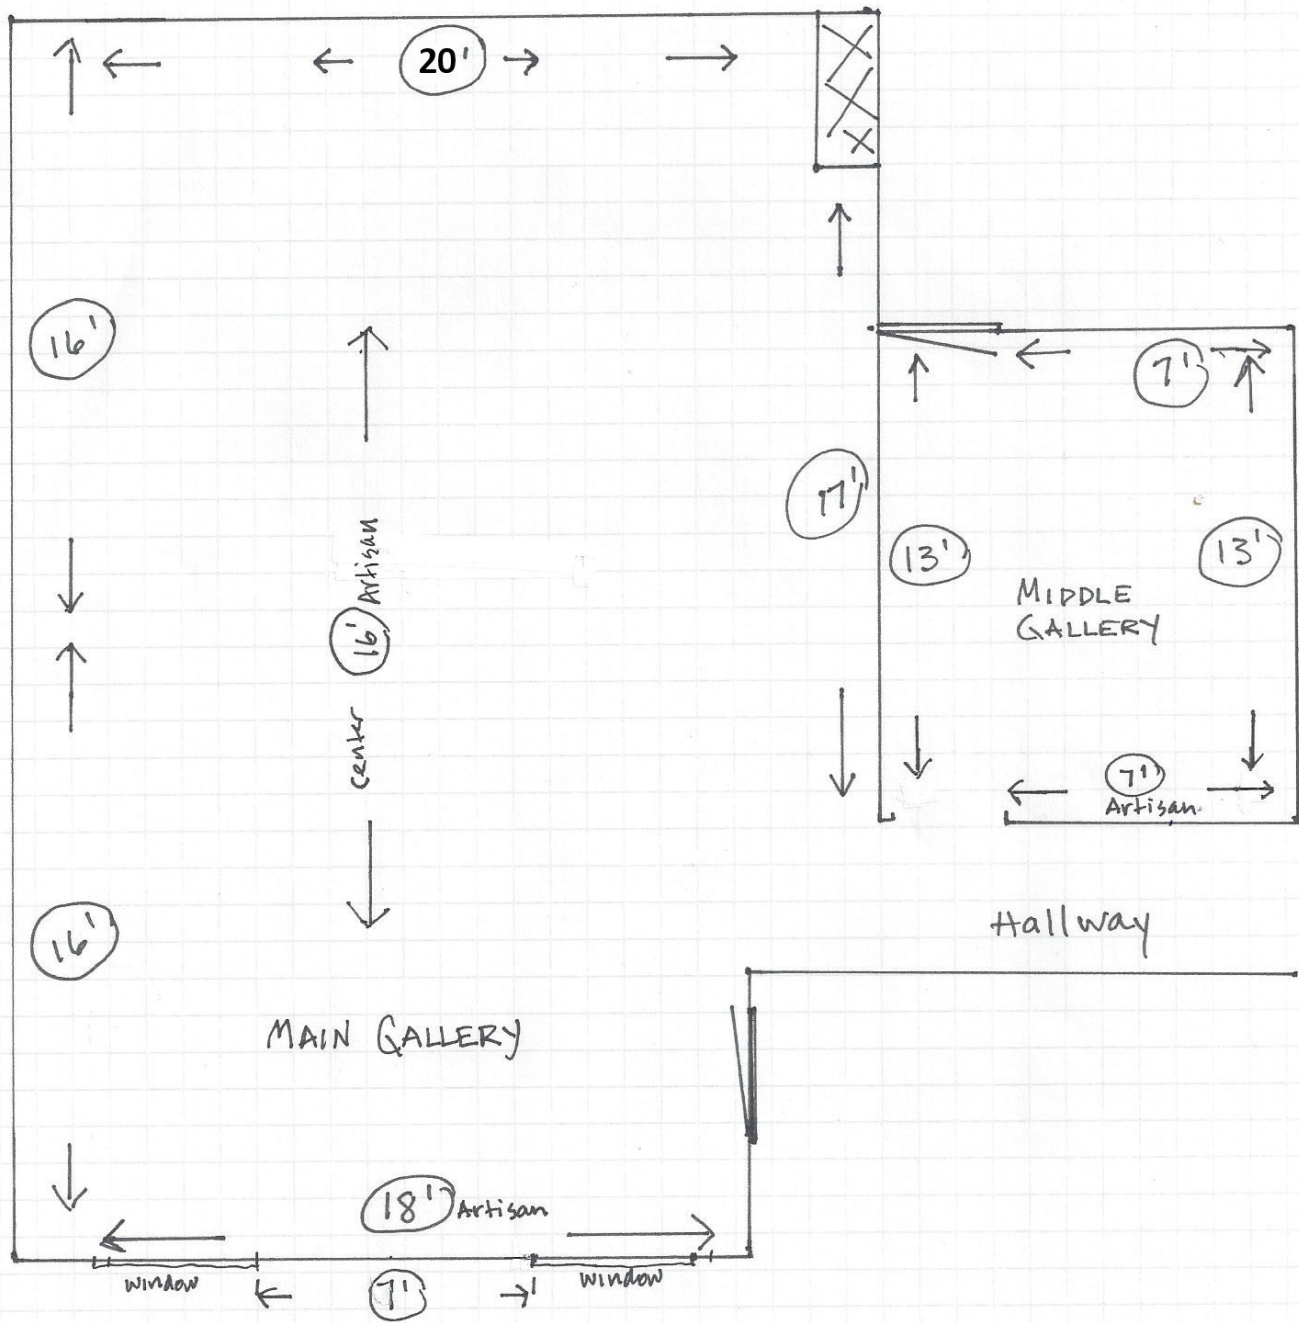 20'
16'
7'
17'
13'
13'
MIDDLE
GALLERY
center 16' Artisan
7'
Artisan
16'
Hallway
MAIN GALLERY
18' Artisan
window
window
7'